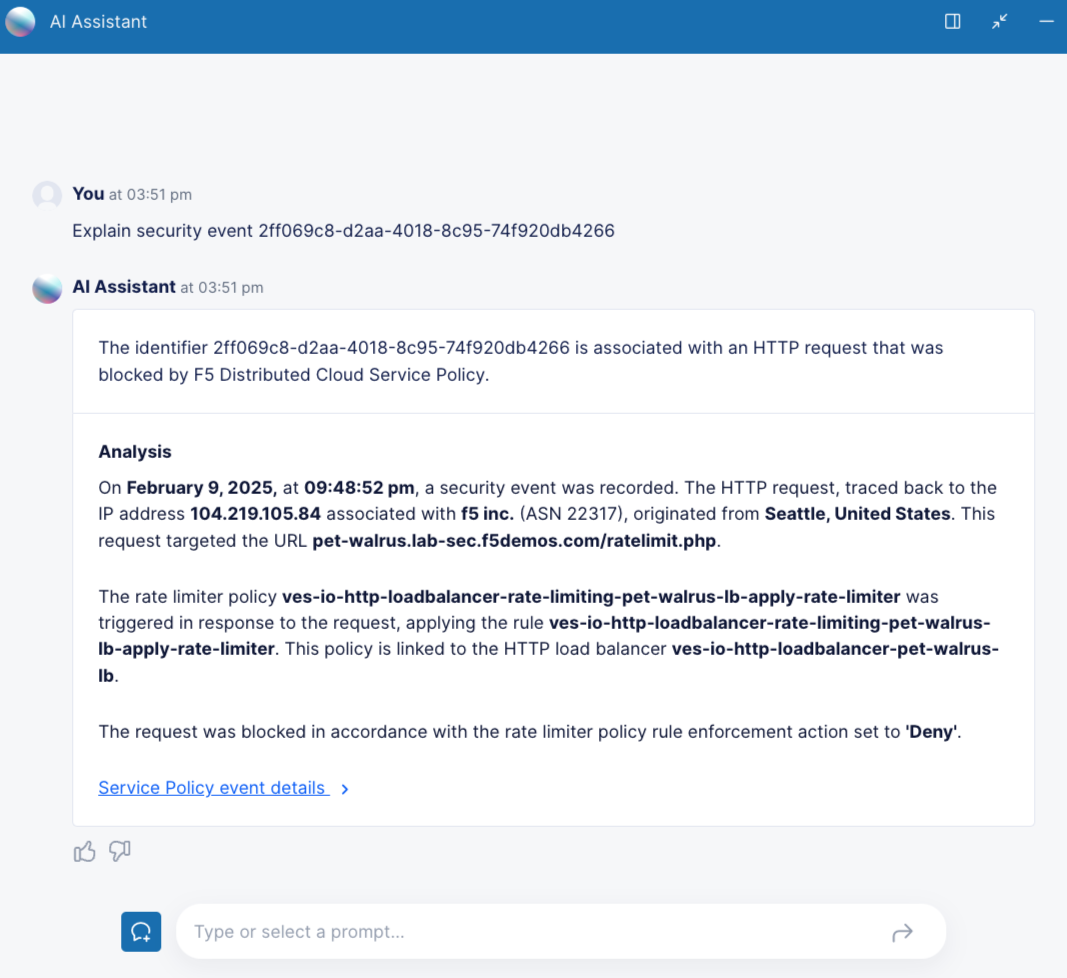 AI Assistant
You at 03:51 pm
Explain security event 2ff069c8-d2aa-4018-8c95-74f920db4266
AI Assistant at 03:51 pm
The identifier 2ff069c8-d2aa-4018-8c95-74f920db4266 is associated with an HTTP request that was
blocked by F5 Distributed Cloud Service Policy.
Analysis
On February 9, 2025, at 09:48:52 pm, a security event was recorded. The HTTP request, traced back to the
IP address 104.219.105.84 associated with f5 inc. (ASN 22317), originated from Seattle, United States. This
request targeted the URL pet-walrus.lab-sec.f5demos.com/ratelimit.php.
The rate limiter policy ves-io-http-loadbalancer-rate-limiting-pet-walrus-lb-apply-rate-limiter was
triggered in response to the request, applying the rule ves-io-http-loadbalancer-rate-limiting-pet-walrus-
lb-apply-rate-limiter. This policy is linked to the HTTP load balancer ves-io-http-loadbalancer-pet-walrus-
lb.
The request was blocked in accordance with the rate limiter policy rule enforcement action set to 'Deny'.
Service Policy event details
Type or select a prompt...